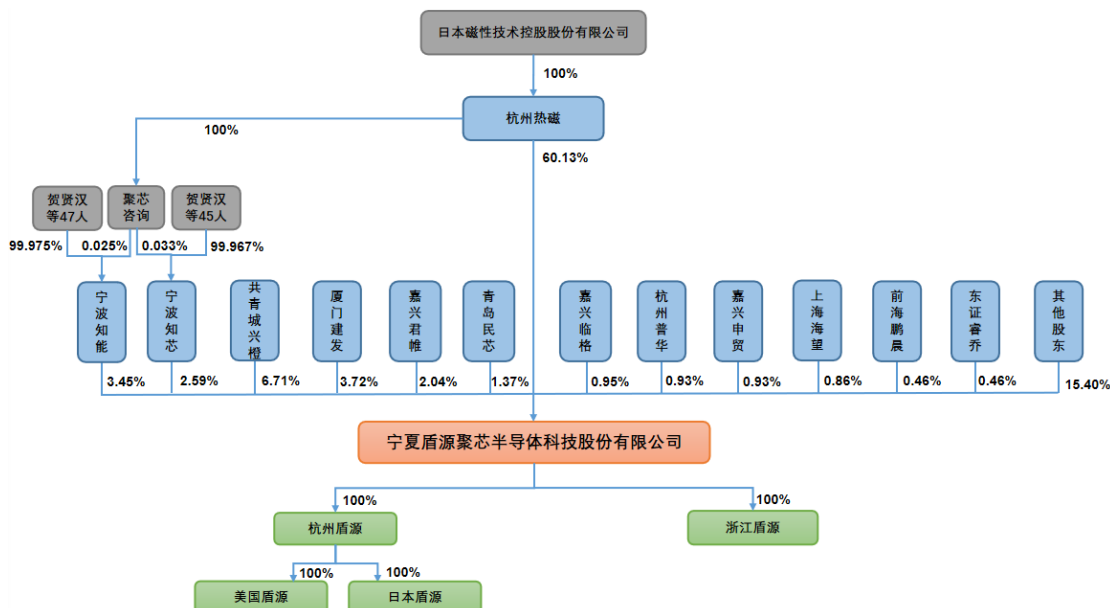 日本磁性技术控股股份有限公司
100%
杭州热磁
100%
60.13%
贺贤汉
等47人
聚芯
咨询
贺贤汉
等45人
99.975%
0.025%
0.033%
99.967%
宁波知能
宁波知芯
共青城兴橙
厦门建发
嘉兴君帷
青岛民芯
嘉兴临格
杭州普华
嘉兴申贸
上海海望
前海鹏晨
东证睿乔
其他股东
3.45%
2.59%
6.71%
3.72%
2.04%
1.37%
0.95%
0.93%
0.93%
0.86%
0.46%
0.46%
15.40%
宁夏盾源聚芯半导体科技股份有限公司
100%
100%
杭州盾源
浙江盾源
100%
100%
美国盾源
日本盾源